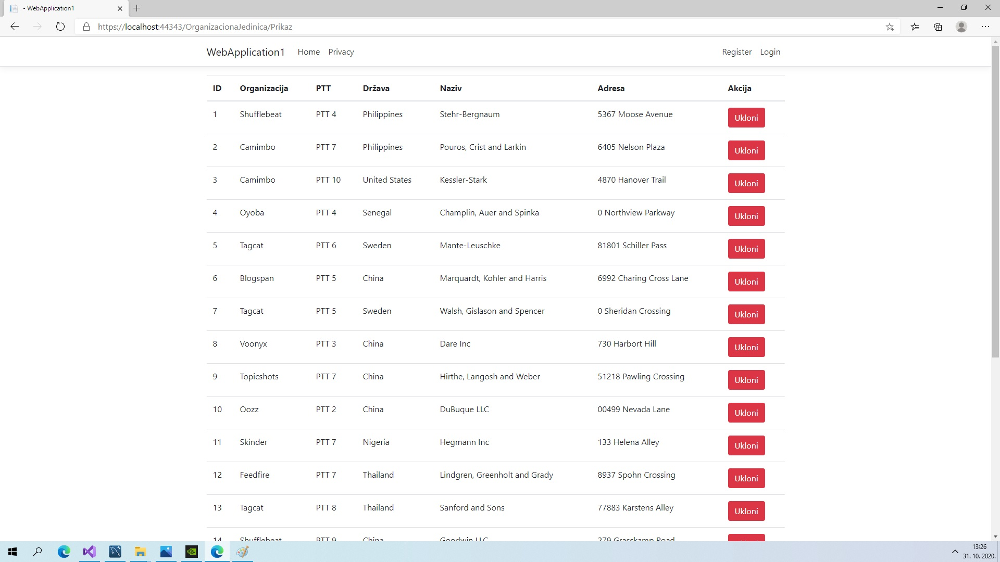 - WebApplication1
https://localhost:44343/OrganizacionaJedinica/Prikaz
WebApplication1 Home Privacy Register Login
ID Organizacija PTT Država Naziv Adresa Akcija
1 Shufflebeat PTT 4 Philippines Stehr-Bergnaum 5367 Moose Avenue Ukloni
2 Camimbo PTT 7 Philippines Pouros, Crist and Larkin 6405 Nelson Plaza Ukloni
3 Camimbo PTT 10 United States Kessler-Stark 4870 Hanover Trail Ukloni
4 Oyoba PTT 4 Senegal Champlin, Auer and Spinka 0 Northview Parkway Ukloni
5 Tagcat PTT 6 Sweden Mante-Leuschke 81801 Schiller Pass Ukloni
6 Blogspan PTT 5 China Marquardt, Kohler and Harris 6992 Charing Cross Lane Ukloni
7 Tagcat PTT 5 Sweden Walsh, Gislason and Spencer 0 Sheridan Crossing Ukloni
8 Voonyx PTT 3 China Dare Inc 730 Harbort Hill Ukloni
9 Topicshots PTT 7 China Hirthe, Langosh and Weber 51218 Pawling Crossing Ukloni
10 Oozz PTT 2 China DuBuque LLC 00499 Nevada Lane Ukloni
11 Skinder PTT 7 Nigeria Hegmann Inc 133 Helena Alley Ukloni
12 Feedfire PTT 7 Thailand Lindgren, Greenholt and Grady 8937 Spohn Crossing Ukloni
13 Tagcat PTT 8 Thailand Sanford and Sons 77883 Karstens Alley Ukloni
14 Shufflebeat PTT 9 China Goodwin LLC 279 Grasskamp Road
13:26
31. 10. 2020.